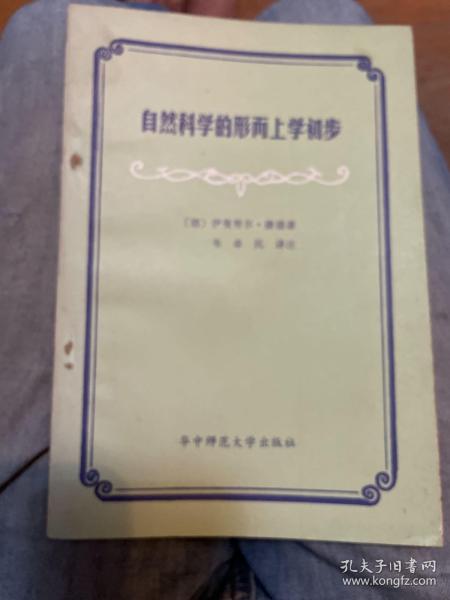 自然科学的形而上学初步
〔德〕伊曼努尔·康德著
韦卓民 译注
华中师范大学出版社
孔夫子旧书网
www.kongfz.com